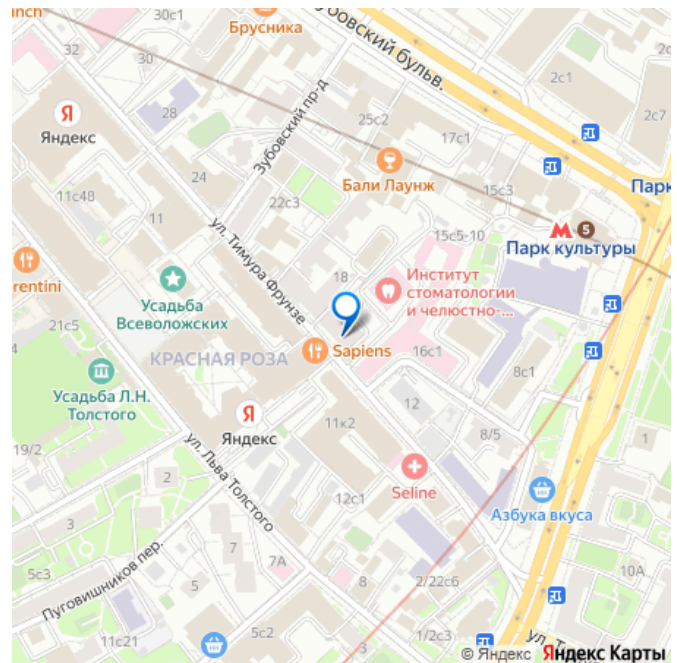 30с1
Брусника
Зубовский бульв.
32
30
28
Яндекс
Зубовский пр-д
25с2
17с1
2с1
2с7
24
Бали Лаунж
11с48
11
22с3
15с3
Парк
ул. Тимура Фрунзе
15с5-10
5
Парк культуры
rentini
18
Институт
стоматологии
и челюстно-...
Усадьба
Всеволожских
21с5
КРАСНАЯ РОЗА
Sapiens
16с1
8с1
Усадьба Л.Н.
Толстого
12
Яндекс
11к2
8/5
1
19/2
ул. Льва Толстого
2
Seline
Азбука вкуса
12с1
3
7
Пуговишников пер.
7А
5с3
5
8
2/22с6
10А
11с21
5с2
1/2с3
© Яндекс
Яндекс Карты